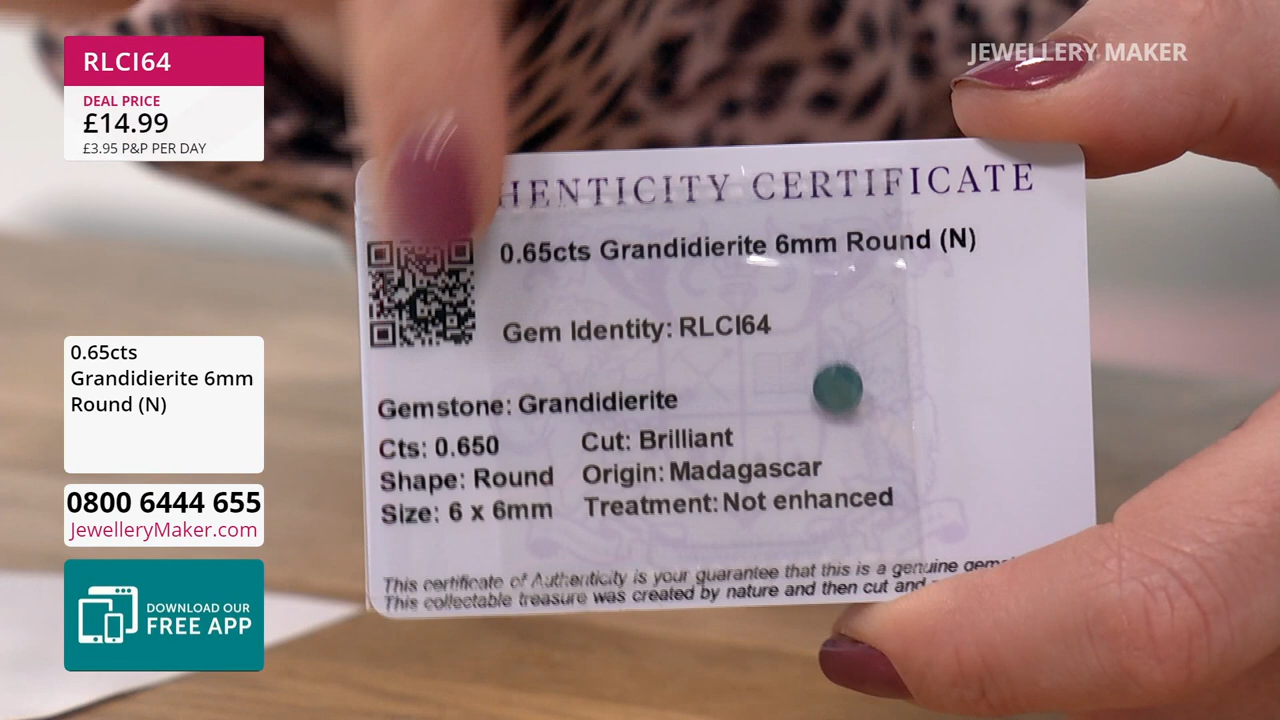 RLCI64
DEAL PRICE
£14.99
£3.95 P&P PER DAY
JEWELLERY MAKER
HENTICITY CERTIFICATE
0.65cts Grandidierite 6mm Round (N)
Gem Identity: RLCI64
Gemstone: Grandidierite
Cts: 0.650 Cut: Brilliant
Shape: Round Origin: Madagascar
Size: 6 x 6mm Treatment: Not enhanced
This certificate of Authenticity is your guarantee that this is a genuine
This collectable treasure was created by nature and then cut and
0.65cts
Grandidierite 6mm
Round (N)
0800 6444 655
JewelleryMaker.com
DOWNLOAD OUR
FREE APP